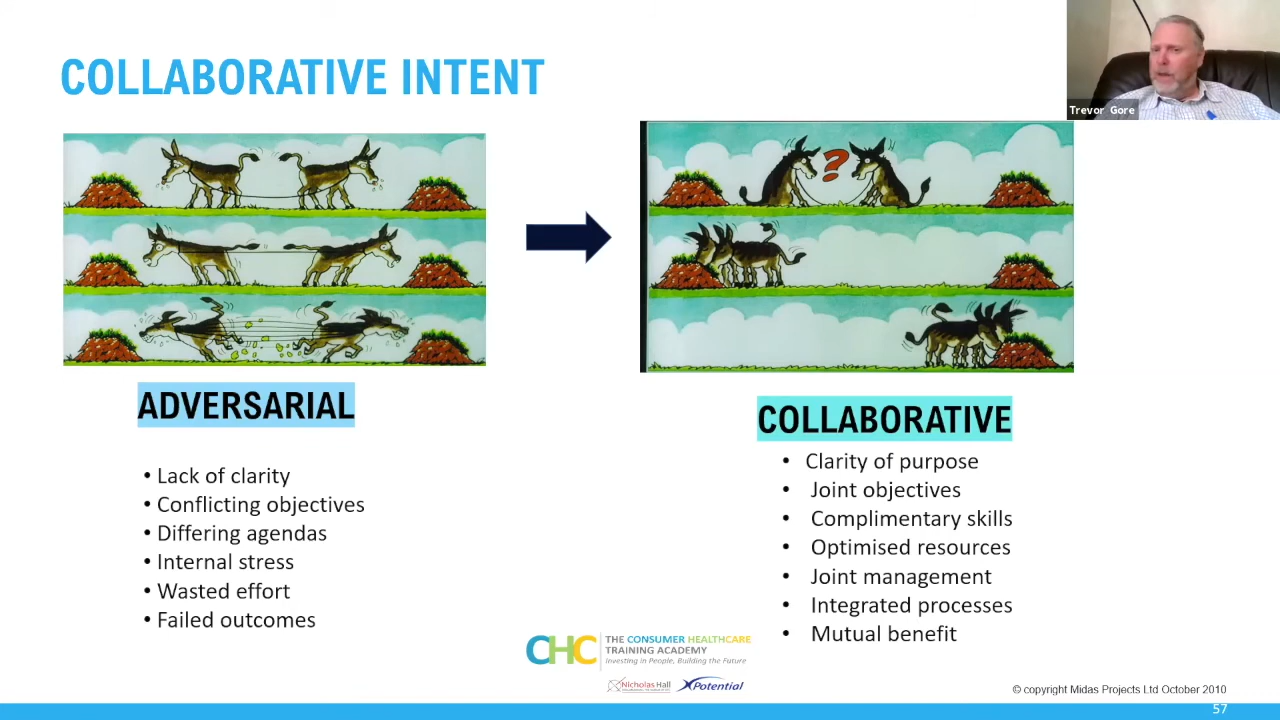 COLLABORATIVE INTENT
Trevor Gore
?
ADVERSARIAL
• Lack of clarity
• Conflicting objectives
• Differing agendas
• Internal stress
• Wasted effort
• Failed outcomes
COLLABORATIVE
• Clarity of purpose
• Joint objectives
• Complimentary skills
• Optimised resources
• Joint management
• Integrated processes
• Mutual benefit
CHC
THE CONSUMER HEALTHCARE
TRAINING ACADEMY
Investing in People, Building the Future
Nicholas Hall
XPotential
© copyright Midas Projects Ltd October 2010
57